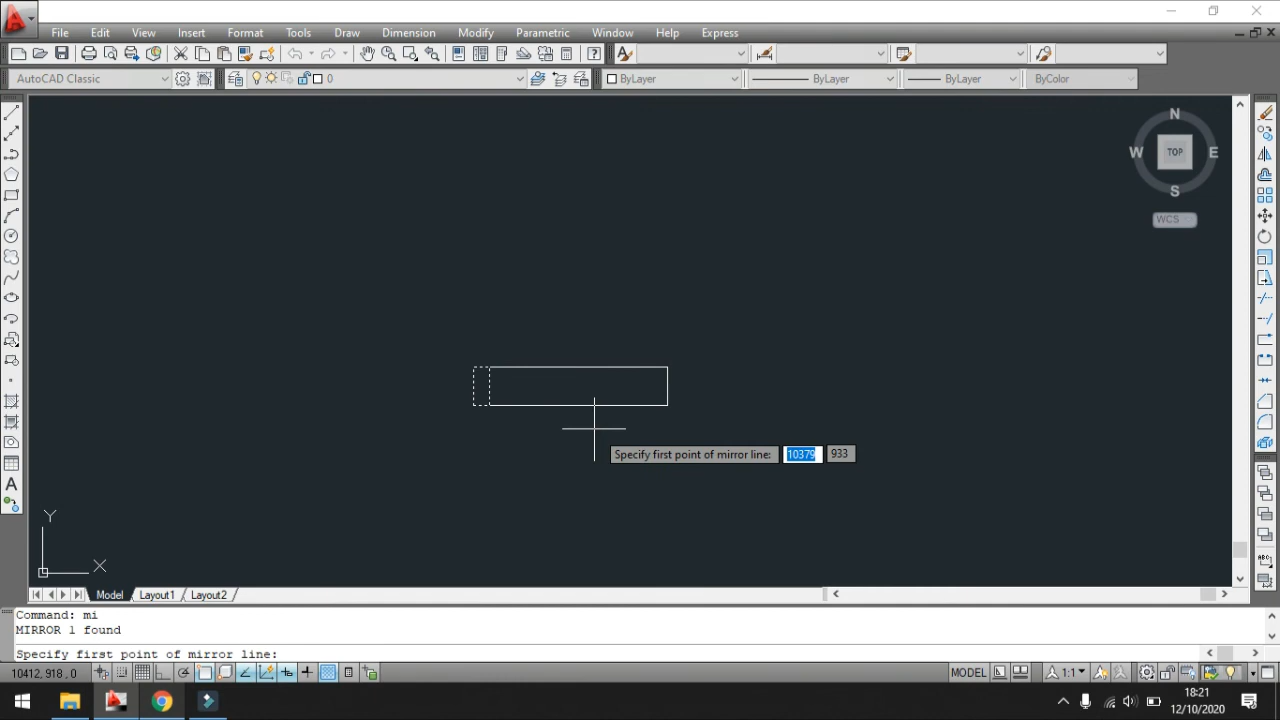 File Edit View Insert Format Tools Draw Dimension Modify Parametric Window Help Express
AutoCAD Classic 0 ByLayer ByLayer ByLayer ByColor
N
W TOP E
S
WCS
Specify first point of mirror line: 10379 933
Y
X
Model Layout1 Layout2
Command: mi
MIRROR 1 found
Specify first point of mirror line:
10412, 918 , 0 MODEL 1:1
18:21
12/10/2020